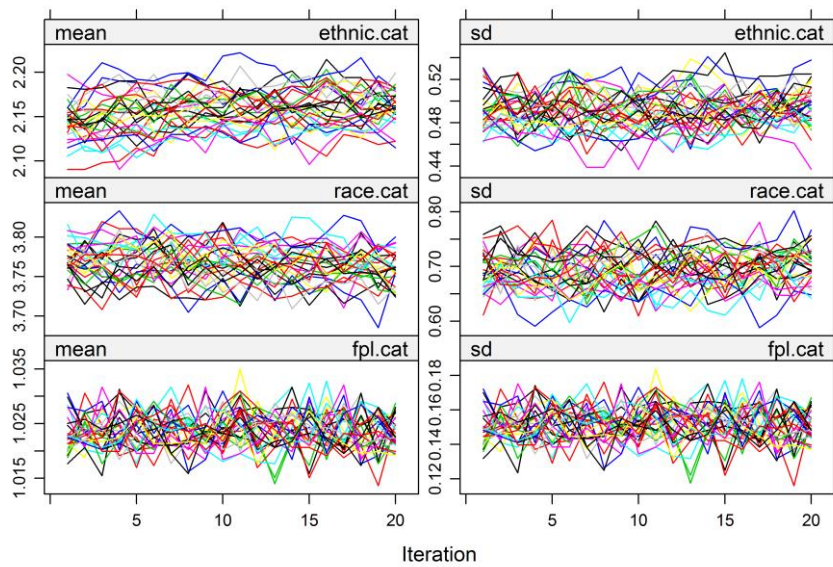 mean ethnic.cat sd ethnic.cat
2.10 2.15 2.20
0.44 0.48 0.52
mean race.cat sd race.cat
3.70 3.75 3.80
0.60 0.70 0.80
mean fpl.cat sd fpl.cat
1.015 1.025 1.035
0.12 0.14 0.16 0.18
5 10 15 20 5 10 15 20
Iteration